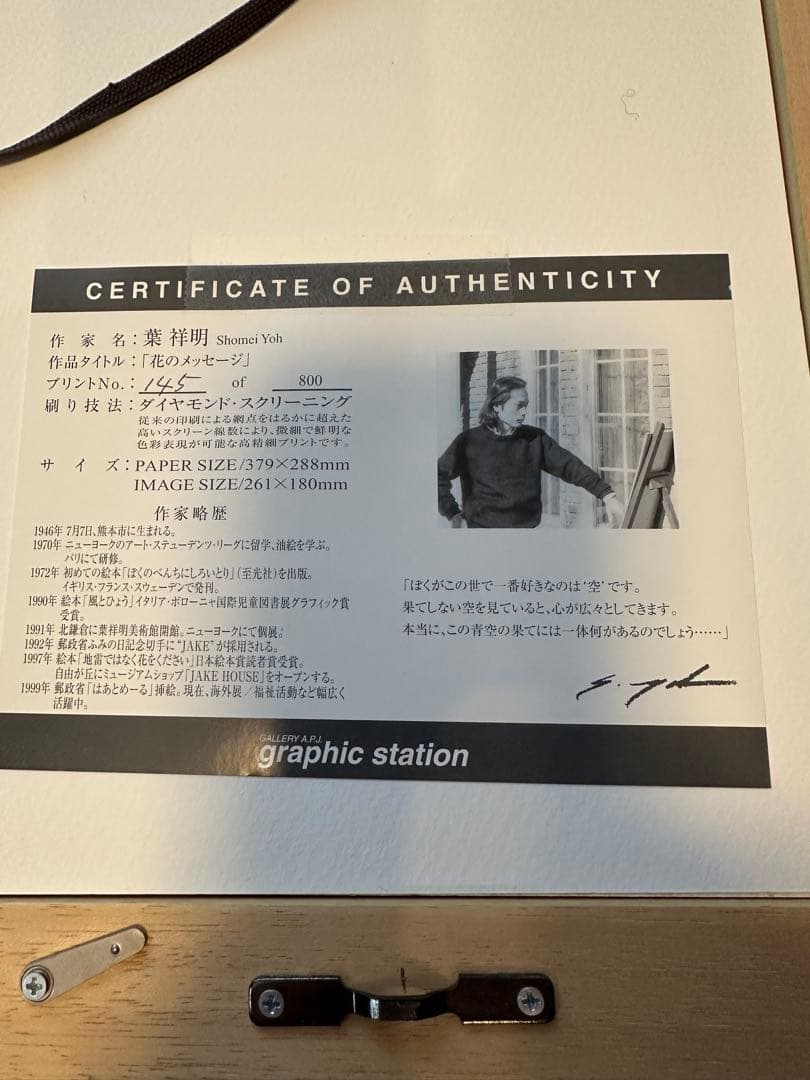 CERTIFICATE OF AUTHENTICITY
作家名：葉 祥明 Shomei Yoh
作品タイトル：「花のメッセージ」
プリントNo.：145 of 800
刷り技法：ダイヤモンド・スクリーニング
従来の印刷による網点をはるかに超えた
高いスクリーン線数により、微細で鮮明な
色彩表現が可能な高精細プリントです。
サイズ：PAPER SIZE/379×288mm
IMAGE SIZE/261×180mm
作家略歴
1946年 7月7日、熊本市に生まれる。
1970年 ニューヨークのアート・ステューデンツ・リーグに留学、油絵を学ぶ。
パリにて研修。
1972年 初めての絵本「ぼくのべんちにしろいとり」（至光社）を出版。
イギリス・フランス・スウェーデンで発刊。
1990年 絵本「風とひょう」イタリア・ボローニャ国際児童図書展グラフィック賞
受賞。
1991年 北鎌倉に葉祥明美術館開館。ニューヨークにて個展。
1992年 郵政省ふみの日記念切手に“JAKE”が採用される。
1997年 絵本「地雷ではなく花をください」日本絵本賞読者賞受賞。
自由が丘にミュージアムショップ「JAKE HOUSE」をオープンする。
1999年 郵政省「はあとめーる」挿絵。現在、海外展／福祉活動など幅広く
活躍中。
「ぼくがこの世で一番好きなのは‘空’です。
果てしない空を見ていると、心が広々としてきます。
本当に、この青空の果てには一体何があるのでしょう……」
GALLERY A.P.J.
graphic station